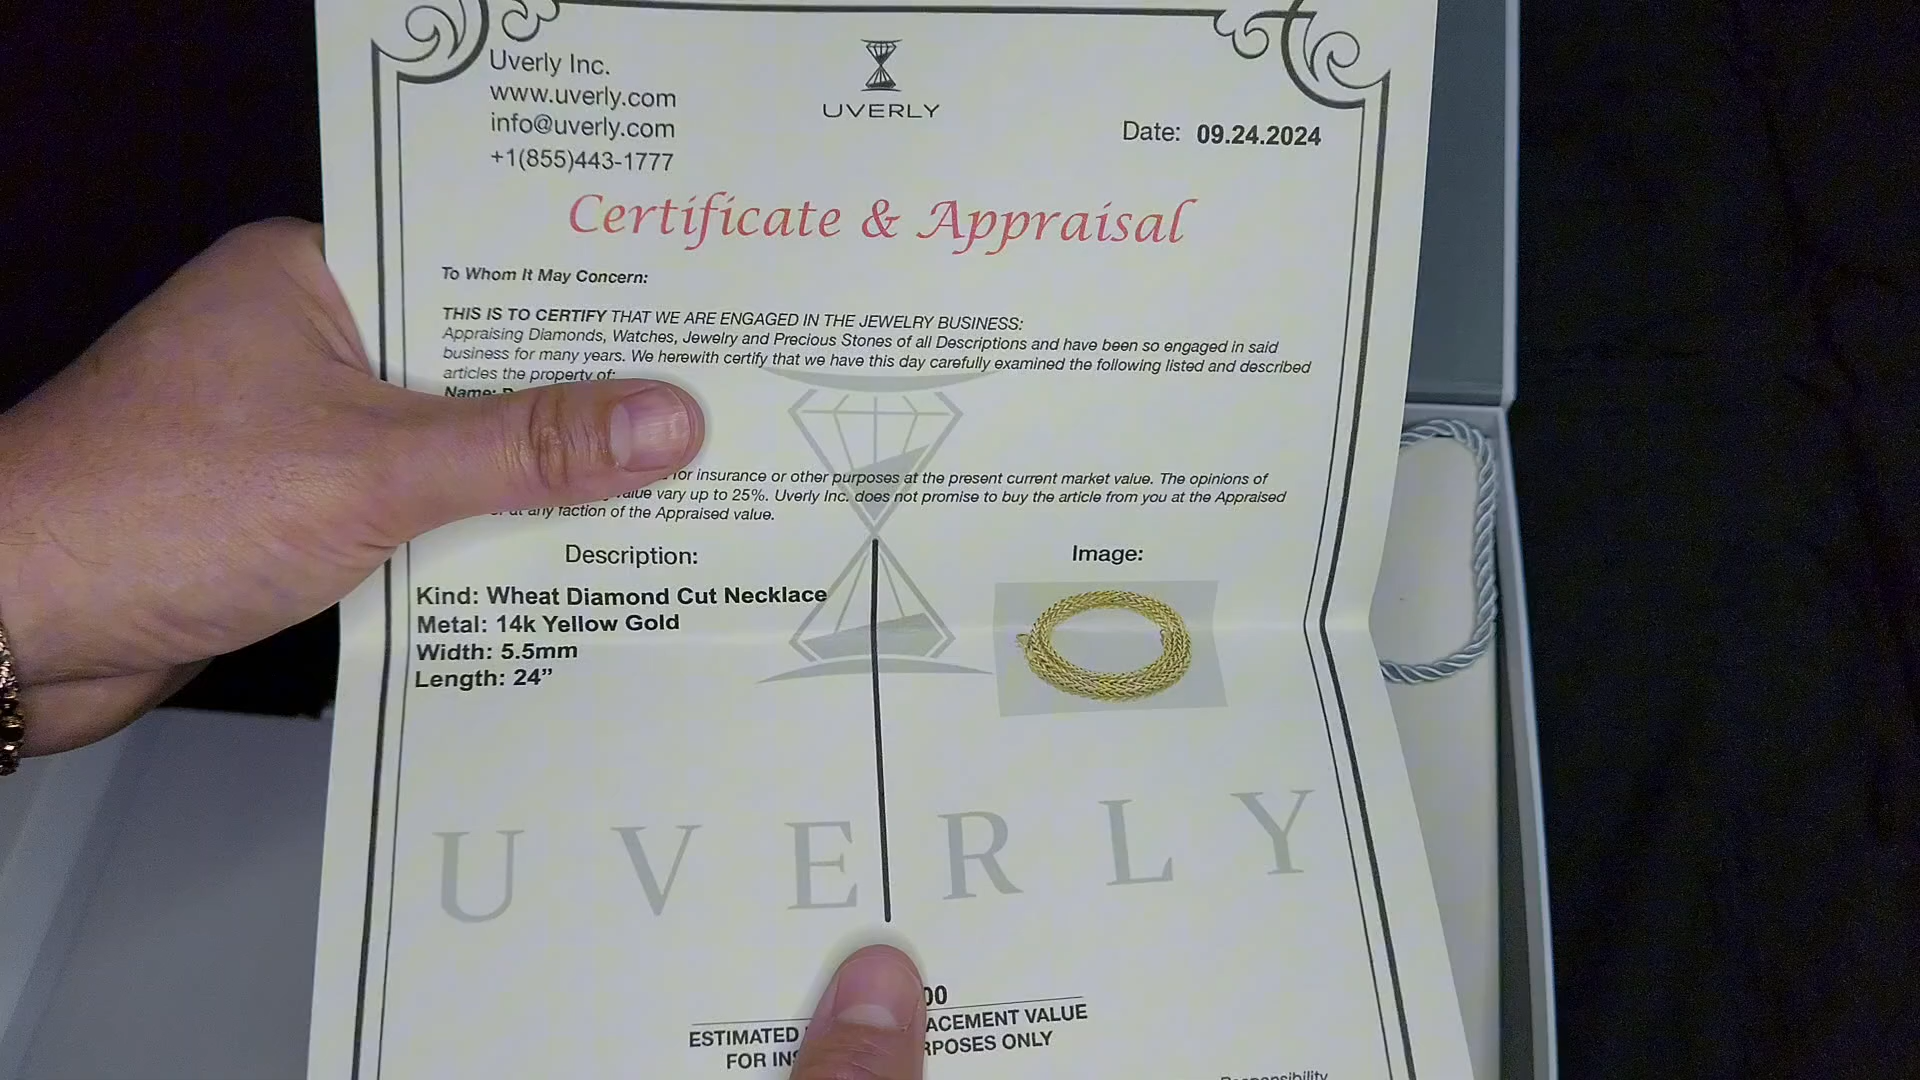 Uverly Inc.
www.uverly.com
info@uverly.com
+1(855)443-1777
UVERLY
Date: 09.24.2024
Certificate & Appraisal
To Whom It May Concern:
THIS IS TO CERTIFY THAT WE ARE ENGAGED IN THE JEWELRY BUSINESS:
Appraising Diamonds, Watches, Jewelry and Precious Stones of all Descriptions and have been so engaged in said
business for many years. We herewith certify that we have this day carefully examined the following listed and described
articles the property of:
Name:
for insurance or other purposes at the present current market value. The opinions of
value vary up to 25%. Uverly Inc. does not promise to buy the article from you at the Appraised
at any faction of the Appraised value.
Description:
Image:
Kind: Wheat Diamond Cut Necklace
Metal: 14k Yellow Gold
Width: 5.5mm
Length: 24”
UVERLY
00
ESTIMATED ACEMENT VALUE
FOR INS RPOSES ONLY
Responsibility